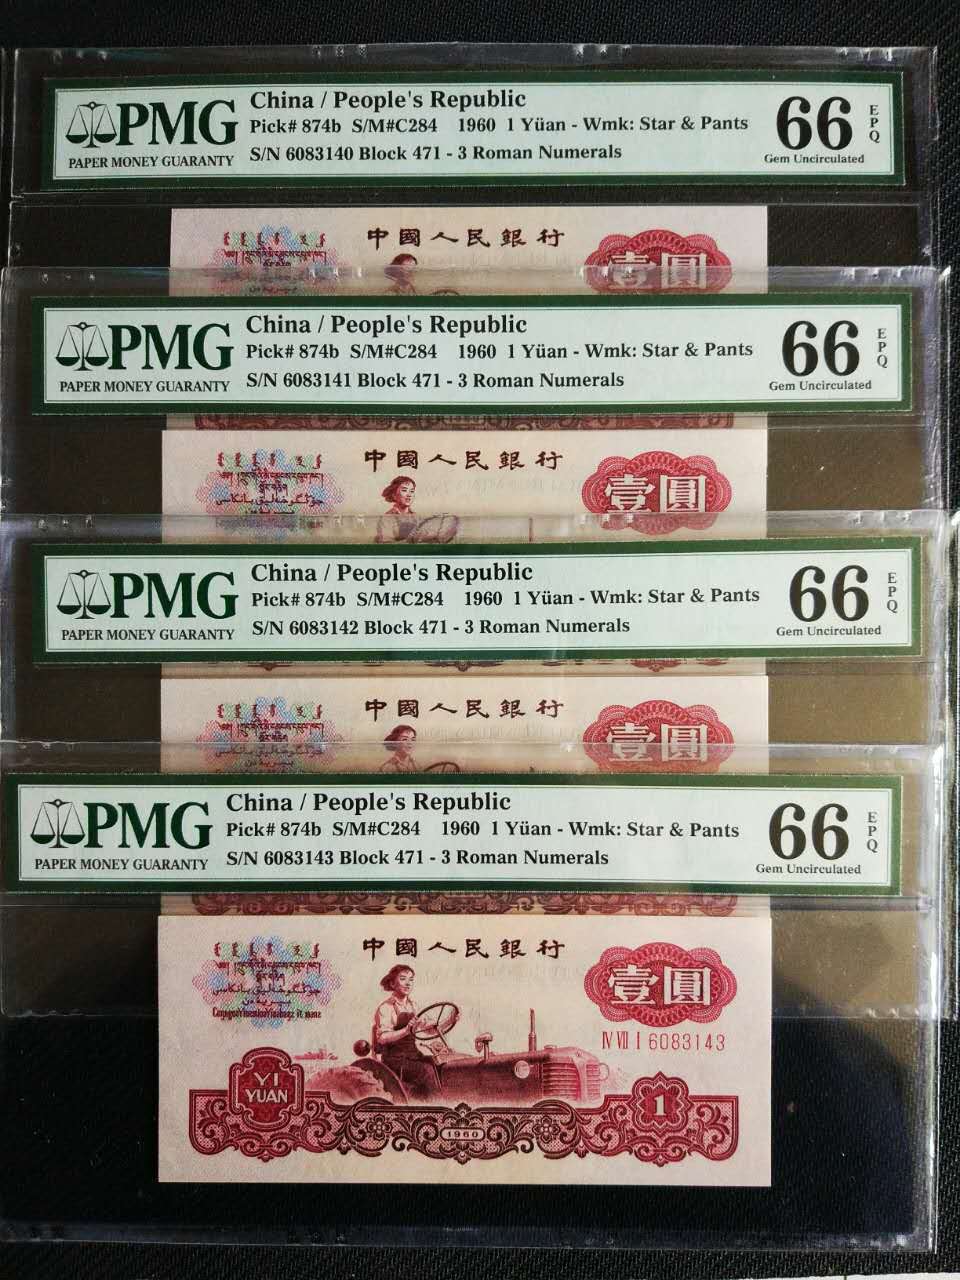 PMG
PAPER MONEY GUARANTY
China / People's Republic
Pick# 874b S/M#C284 1960 1 Yüan - Wmk: Star & Pants
S/N 6083140 Block 471 - 3 Roman Numerals
66
EPQ
Gem Uncirculated
中國人民銀行
壹圓
PMG
PAPER MONEY GUARANTY
China / People's Republic
Pick# 874b S/M#C284 1960 1 Yüan - Wmk: Star & Pants
S/N 6083141 Block 471 - 3 Roman Numerals
66
EPQ
Gem Uncirculated
中國人民銀行
壹圓
PMG
PAPER MONEY GUARANTY
China / People's Republic
Pick# 874b S/M#C284 1960 1 Yüan - Wmk: Star & Pants
S/N 6083142 Block 471 - 3 Roman Numerals
66
EPQ
Gem Uncirculated
中國人民銀行
壹圓
PMG
PAPER MONEY GUARANTY
China / People's Republic
Pick# 874b S/M#C284 1960 1 Yüan - Wmk: Star & Pants
S/N 6083143 Block 471 - 3 Roman Numerals
66
EPQ
Gem Uncirculated
中國人民銀行
壹圓
IV VII I 6083143
YI
YUAN
1
1960